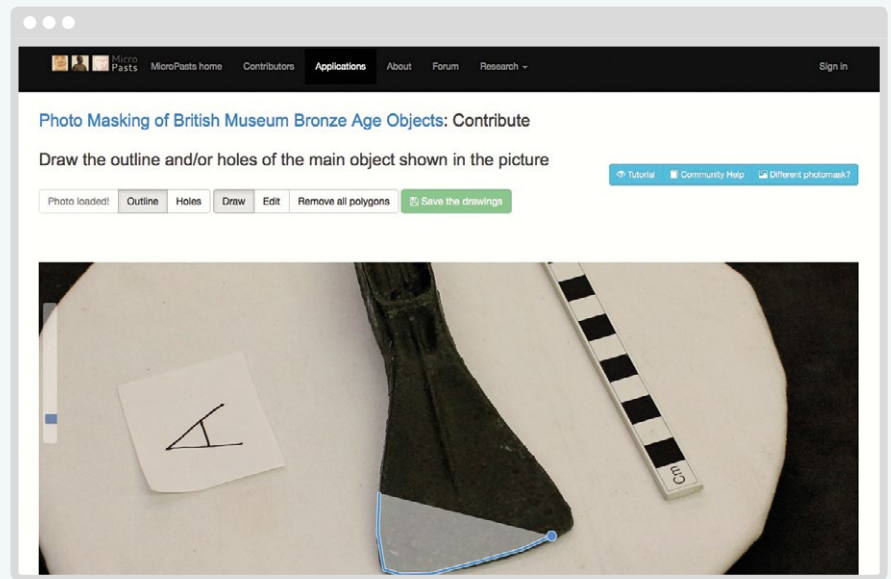 Micro
Pasts MicroPasts home Contributors Applications About Forum Research Sign in
Photo Masking of British Museum Bronze Age Objects: Contribute
Draw the outline and/or holes of the main object shown in the picture
Tutorial Community Help Different photomask?
Photo loaded! Outline Holes Draw Edit Remove all polygons Save the drawings
A
Cm